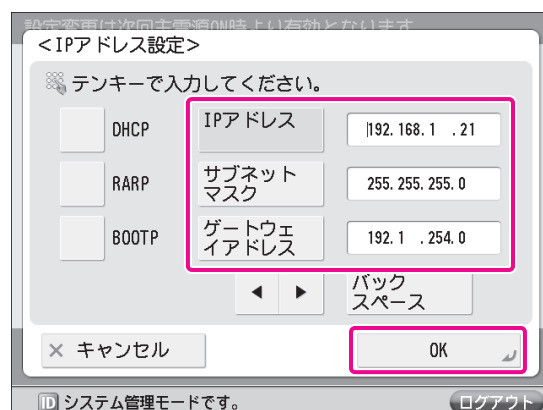 設定変更は次回主電源ON時より有効となります
<IPアドレス設定>
テンキーで入力してください。
DHCP
IPアドレス
192.168.1 .21
RARP
サブネット
マスク
255.255.255.0
BOOTP
ゲートウェ
イアドレス
192.1 .254.0
◀ ▶
バック
スペース
× キャンセル
OK
ID システム管理モードです。
ログアウト